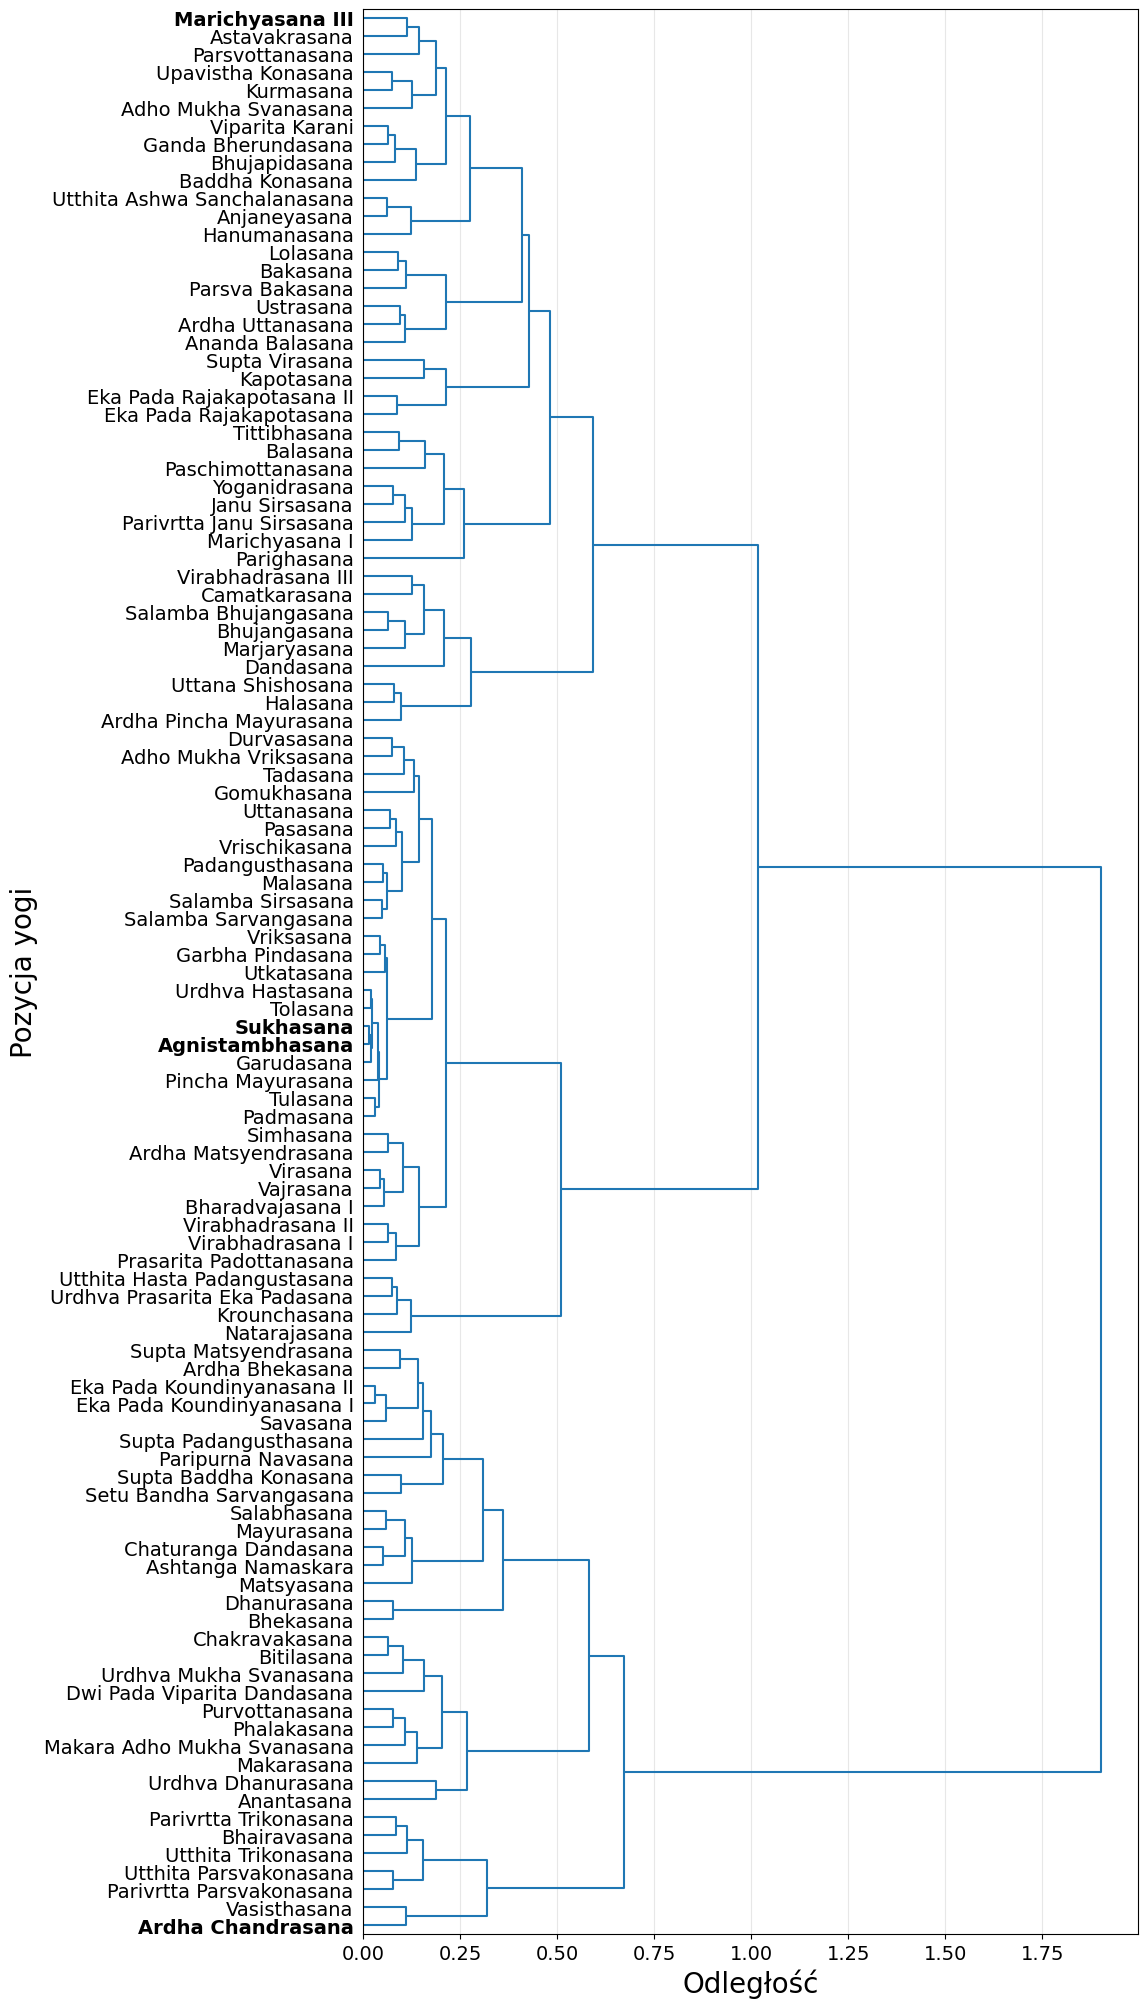 Marichyasana III
Astavakrasana
Parsvottanasana
Upavistha Konasana
Kurmasana
Adho Mukha Svanasana
Viparita Karani
Ganda Bherundasana
Bhujapidasana
Baddha Konasana
Utthita Ashwa Sanchalanasana
Anjaneyasana
Hanumanasana
Lolasana
Bakasana
Parsva Bakasana
Ustrasana
Ardha Uttanasana
Ananda Balasana
Supta Virasana
Kapotasana
Eka Pada Rajakapotasana II
Eka Pada Rajakapotasana
Tittibhasana
Balasana
Paschimottanasana
Yoganidrasana
Janu Sirsasana
Parivrtta Janu Sirsasana
Marichyasana I
Parighasana
Virabhadrasana III
Camatkarasana
Salamba Bhujangasana
Bhujangasana
Marjaryasana
Dandasana
Uttana Shishosana
Halasana
Ardha Pincha Mayurasana
Durvasasana
Adho Mukha Vriksasana
Tadasana
Gomukhasana
Uttanasana
Pasasana
Vrischikasana
Padangusthasana
Malasana
Salamba Sirsasana
Salamba Sarvangasana
Vriksasana
Garbha Pindasana
Utkatasana
Urdhva Hastasana
Tolasana
Sukhasana
Agnistambhasana
Garudasana
Pincha Mayurasana
Tulasana
Padmasana
Simhasana
Ardha Matsyendrasana
Virasana
Vajrasana
Bharadvajasana I
Virabhadrasana II
Virabhadrasana I
Prasarita Padottanasana
Utthita Hasta Padangustasana
Urdhva Prasarita Eka Padasana
Krounchasana
Natarajasana
Supta Matsyendrasana
Ardha Bhekasana
Eka Pada Koundinyanasana II
Eka Pada Koundinyanasana I
Savasana
Supta Padangusthasana
Paripurna Navasana
Supta Baddha Konasana
Setu Bandha Sarvangasana
Salabhasana
Mayurasana
Chaturanga Dandasana
Ashtanga Namaskara
Matsyasana
Dhanurasana
Bhekasana
Chakravakasana
Bitilasana
Urdhva Mukha Svanasana
Dwi Pada Viparita Dandasana
Purvottanasana
Phalakasana
Makara Adho Mukha Svanasana
Makarasana
Urdhva Dhanurasana
Anantasana
Parivrtta Trikonasana
Bhairavasana
Utthita Trikonasana
Utthita Parsvakonasana
Parivrtta Parsvakonasana
Vasisthasana
Ardha Chandrasana
Pozycja yogi
0.00 0.25 0.50 0.75 1.00 1.25 1.50 1.75
Odległość